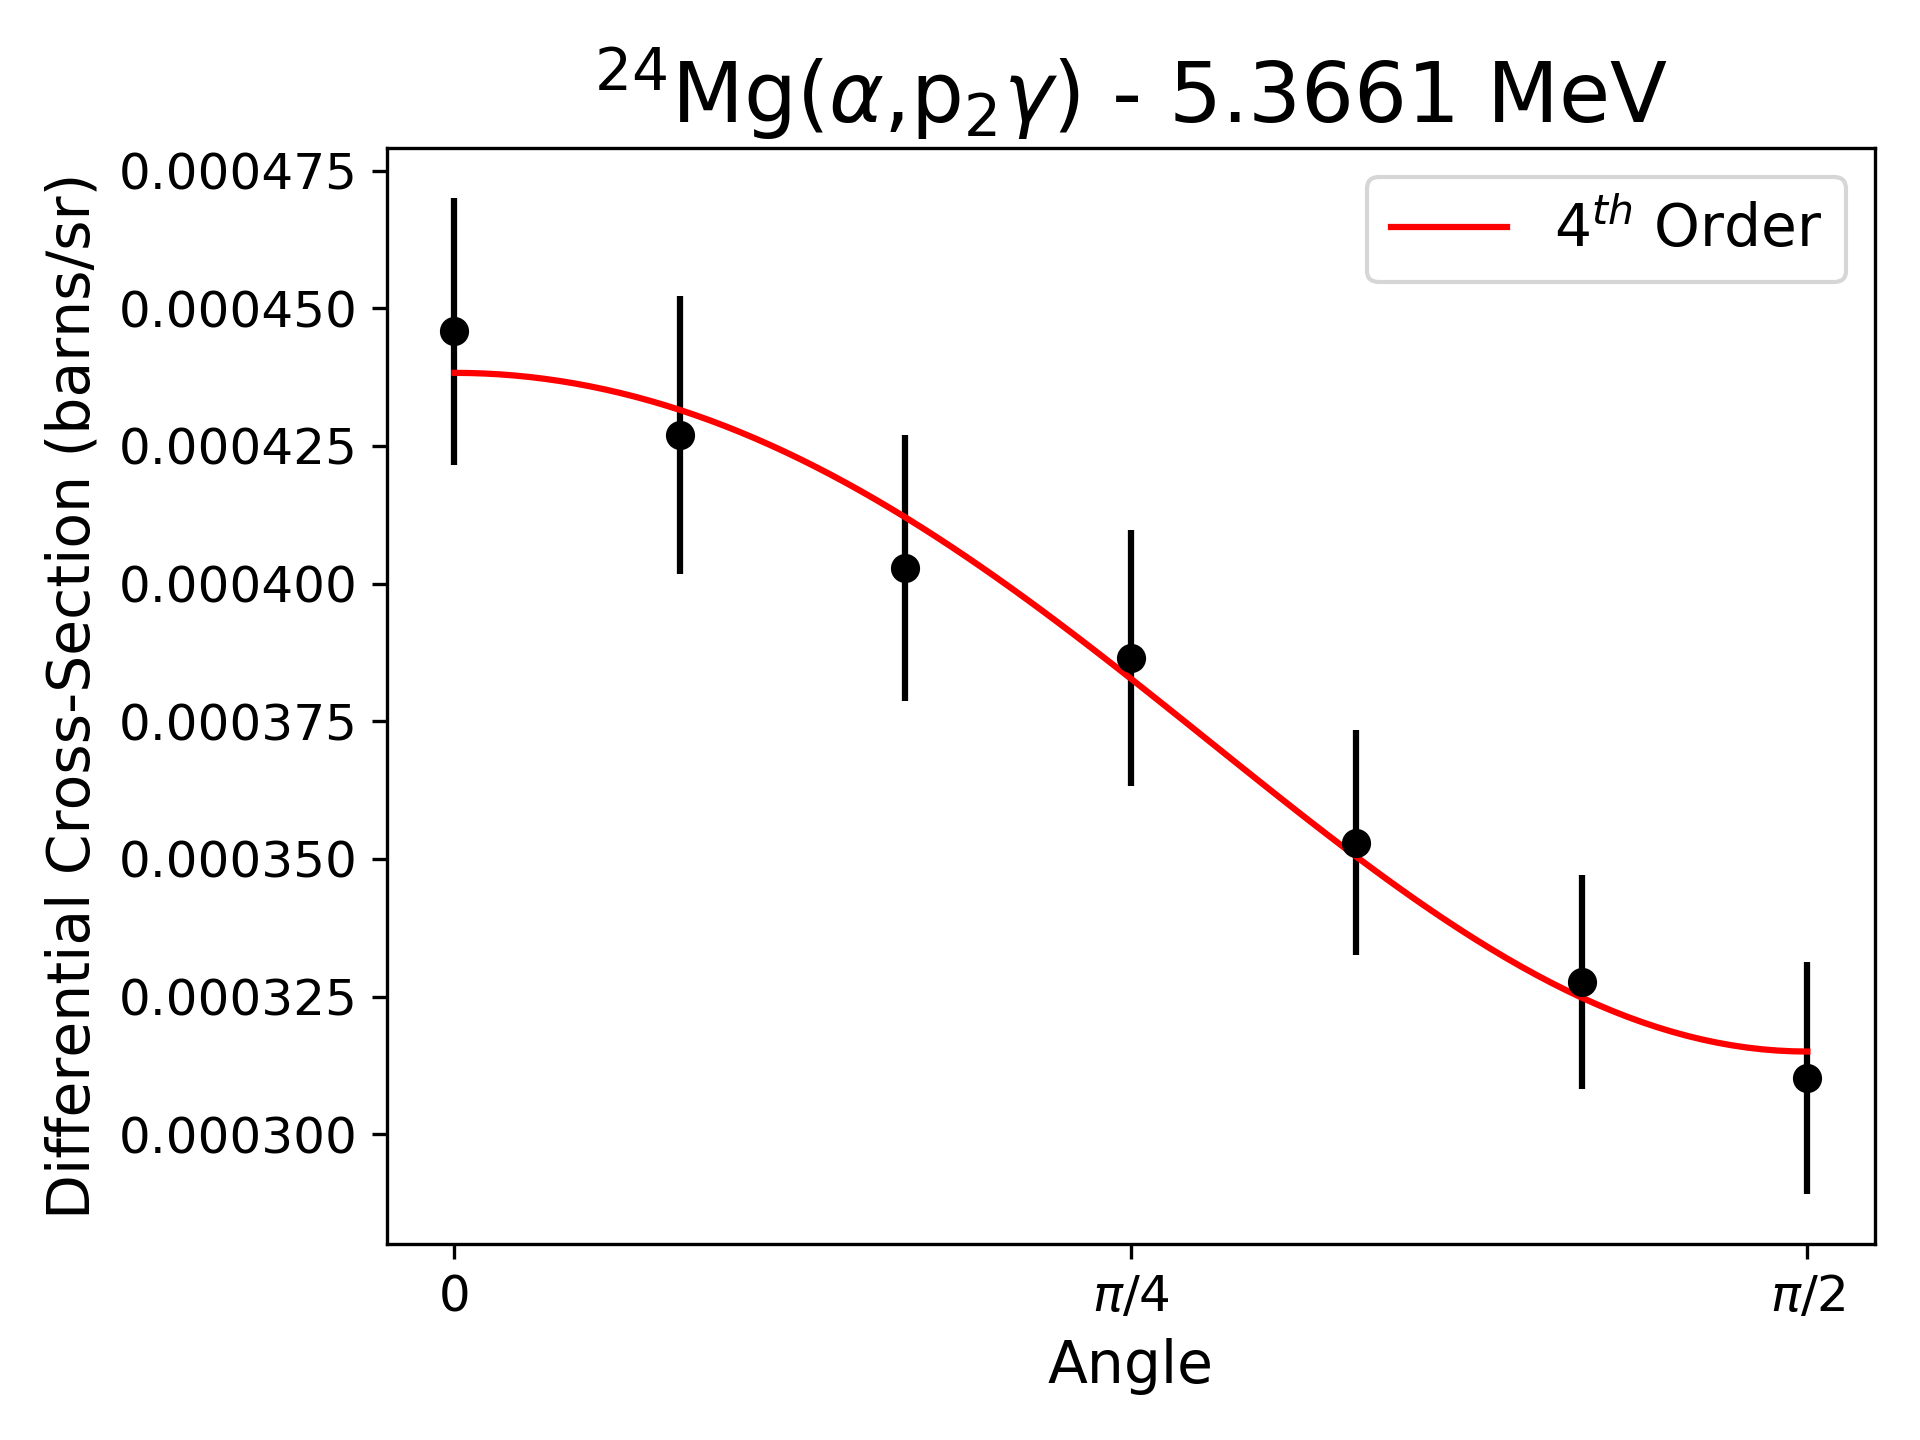 ²⁴Mg(α,p₂γ) - 5.3661 MeV
4ᵗʰ Order
Differential Cross-Section (barns/sr)
0.000475
0.000450
0.000425
0.000400
0.000375
0.000350
0.000325
0.000300
0 π/4 π/2
Angle